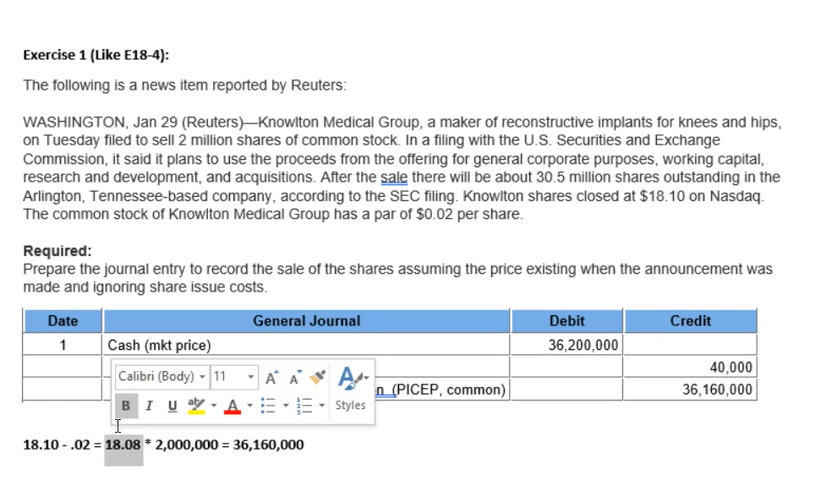 Exercise 1 (Like E18-4):
The following is a news item reported by Reuters:
WASHINGTON, Jan 29 (Reuters)—Knowlton Medical Group, a maker of reconstructive implants for knees and hips,
on Tuesday filed to sell 2 million shares of common stock. In a filing with the U.S. Securities and Exchange
Commission, it said it plans to use the proceeds from the offering for general corporate purposes, working capital,
research and development, and acquisitions. After the sale there will be about 30.5 million shares outstanding in the
Arlington, Tennessee-based company, according to the SEC filing. Knowlton shares closed at $18.10 on Nasdaq.
The common stock of Knowlton Medical Group has a par of $0.02 per share.
Required:
Prepare the journal entry to record the sale of the shares assuming the price existing when the announcement was
made and ignoring share issue costs.
Date General Journal Debit Credit
1 Cash (mkt price) 36,200,000
40,000
n (PICEP, common) 36,160,000
Calibri (Body) 11 A A A
B I U ab A Styles
18.10 - .02 = 18.08 * 2,000,000 = 36,160,000